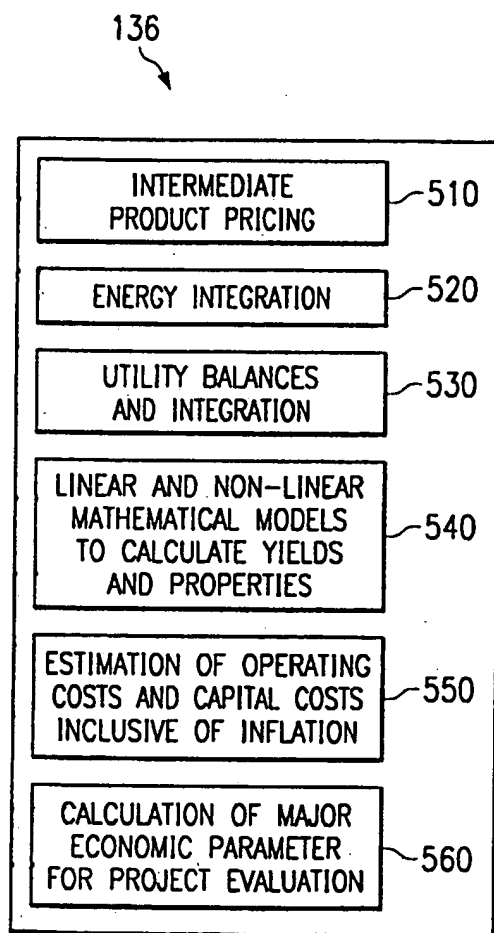 136
INTERMEDIATE
PRODUCT PRICING
510
ENERGY INTEGRATION
520
UTILITY BALANCES
AND INTEGRATION
530
LINEAR AND NON-LINEAR
MATHEMATICAL MODELS
TO CALCULATE YIELDS
AND PROPERTIES
540
ESTIMATION OF OPERATING
COSTS AND CAPITAL COSTS
INCLUSIVE OF INFLATION
550
CALCULATION OF MAJOR
ECONOMIC PARAMETER
FOR PROJECT EVALUATION
560